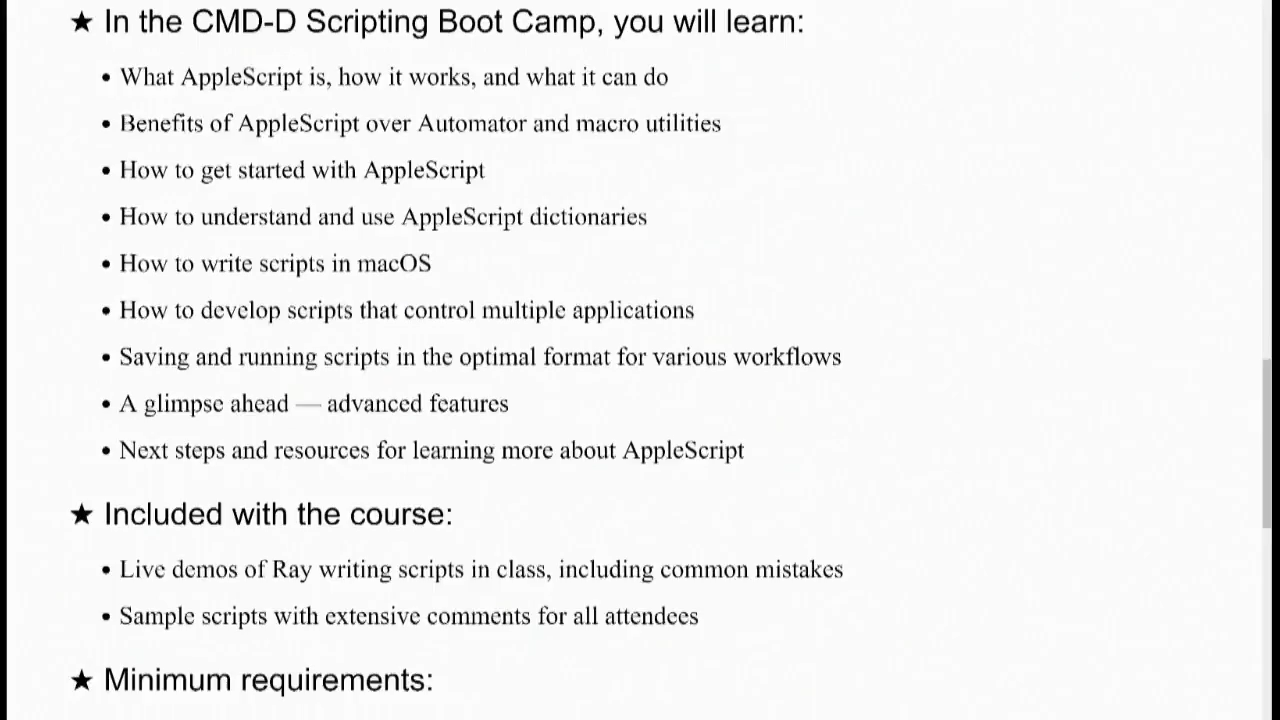 ★ In the CMD-D Scripting Boot Camp, you will learn:
• What AppleScript is, how it works, and what it can do
• Benefits of AppleScript over Automator and macro utilities
• How to get started with AppleScript
• How to understand and use AppleScript dictionaries
• How to write scripts in macOS
• How to develop scripts that control multiple applications
• Saving and running scripts in the optimal format for various workflows
• A glimpse ahead — advanced features
• Next steps and resources for learning more about AppleScript
★ Included with the course:
• Live demos of Ray writing scripts in class, including common mistakes
• Sample scripts with extensive comments for all attendees
★ Minimum requirements: